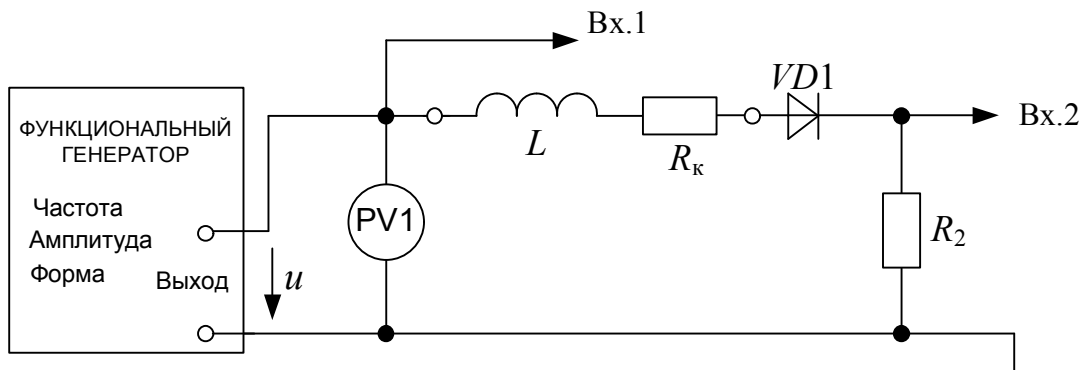 Вх.1
VD1
Вх.2
ФУНКЦИОНАЛЬНЫЙ
ГЕНЕРАТОР
L
Rк
Частота
Амплитуда
Форма
Выход
PV1
R2
u